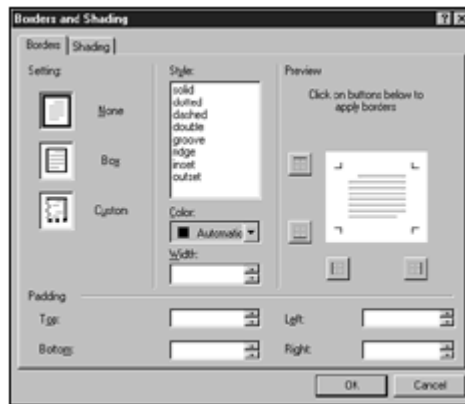 Borders and Shading
Borders
Shading
Setting:
None
Box
Custom
Style:
solid
dotted
dashed
double
groove
ridge
inset
outset
Color:
Automatic
Width:
Preview
Click on buttons below to
apply borders
Padding
Top:
Left:
Bottom:
Right:
OK
Cancel